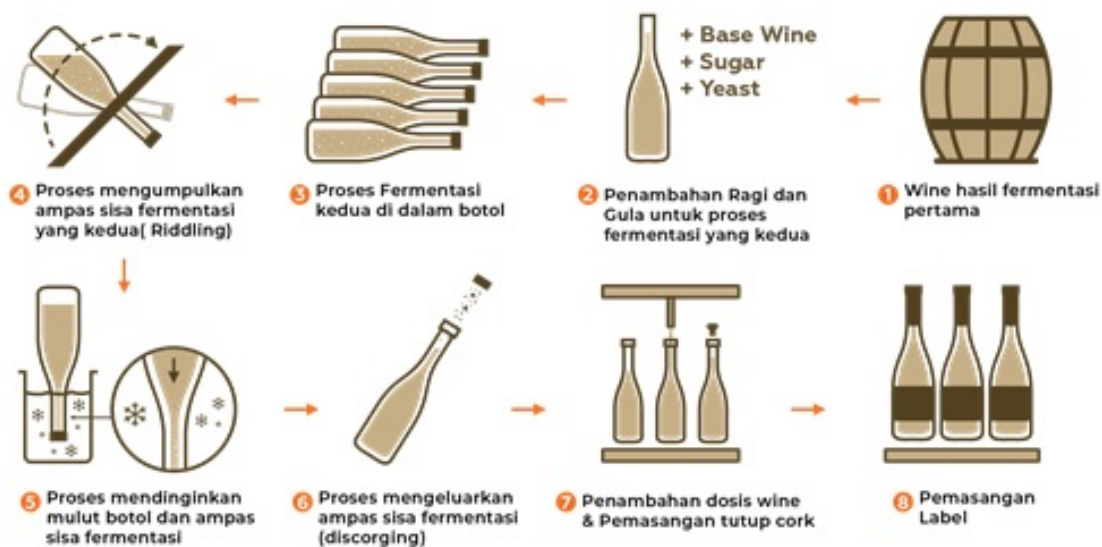 + Base Wine
+ Sugar
+ Yeast
1 Wine hasil fermentasi
pertama
2 Penambahan Ragi dan
Gula untuk proses
fermentasi yang kedua
3 Proses Fermentasi
kedua di dalam botol
4 Proses mengumpulkan
ampas sisa fermentasi
yang kedua( Riddling)
5 Proses mendinginkan
mulut botol dan ampas
sisa fermentasi
6 Proses mengeluarkan
ampas sisa fermentasi
(discorging)
7 Penambahan dosis wine
& Pemasangan tutup cork
8 Pemasangan
Label